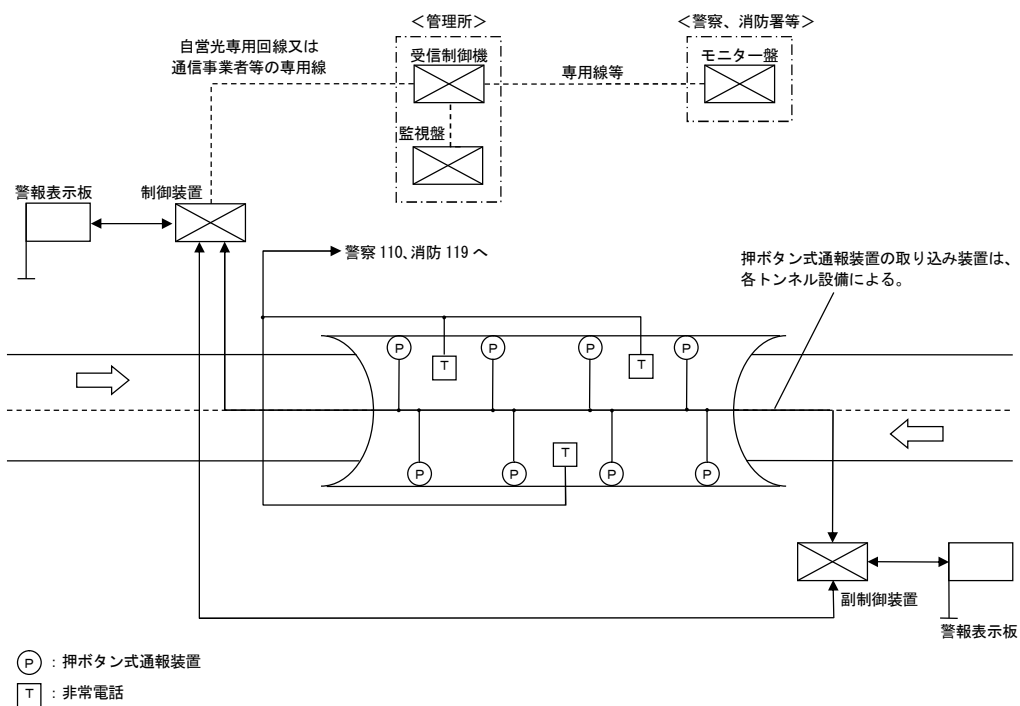 <管理所>
<警察、消防署等>
自営光専用回線又は
通信事業者等の専用線
受信制御機
専用線等
モニター盤
監視盤
警報表示板
制御装置
警察 110、消防 119 へ
押ボタン式通報装置の取り込み装置は、
各トンネル設備による。
P
P
P
P
T
T
T
P
P
P
P
副制御装置
警報表示板
P : 押ボタン式通報装置
T : 非常電話